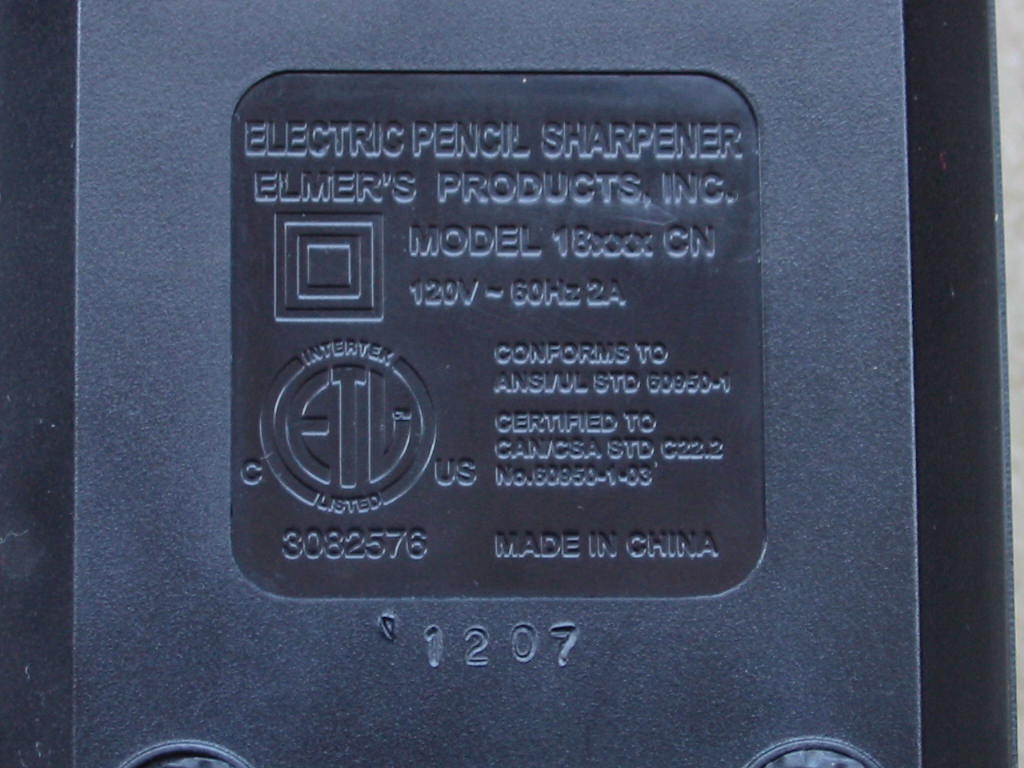 ELECTRIC PENCIL SHARPENER
ELMER'S PRODUCTS, INC.
MODEL 18xxx CN
120V ~ 60Hz 2A
INTERTEK
ETL
CM
LISTED
C
US
3082576
CONFORMS TO
ANSI/UL STD 60950-1
CERTIFIED TO
CAN/CSA STD C22.2
No.60950-1-03
MADE IN CHINA
1207